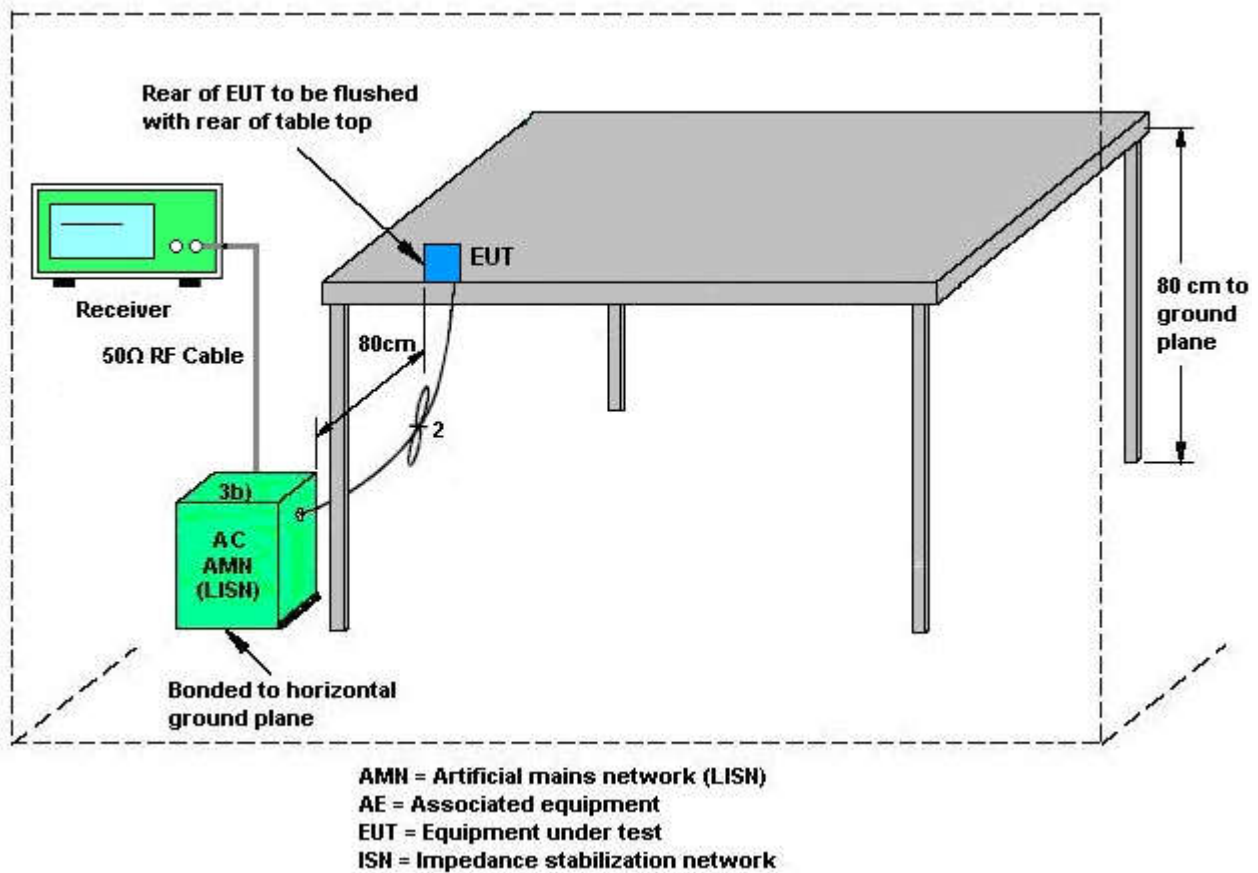 Rear of EUT to be flushed
with rear of table top
EUT
Receiver
50Ω RF Cable
80cm
80 cm to
ground
plane
2
3b)
AC
AMN
(LISN)
Bonded to horizontal
ground plane
AMN = Artificial mains network (LISN)
AE = Associated equipment
EUT = Equipment under test
ISN = Impedance stabilization network